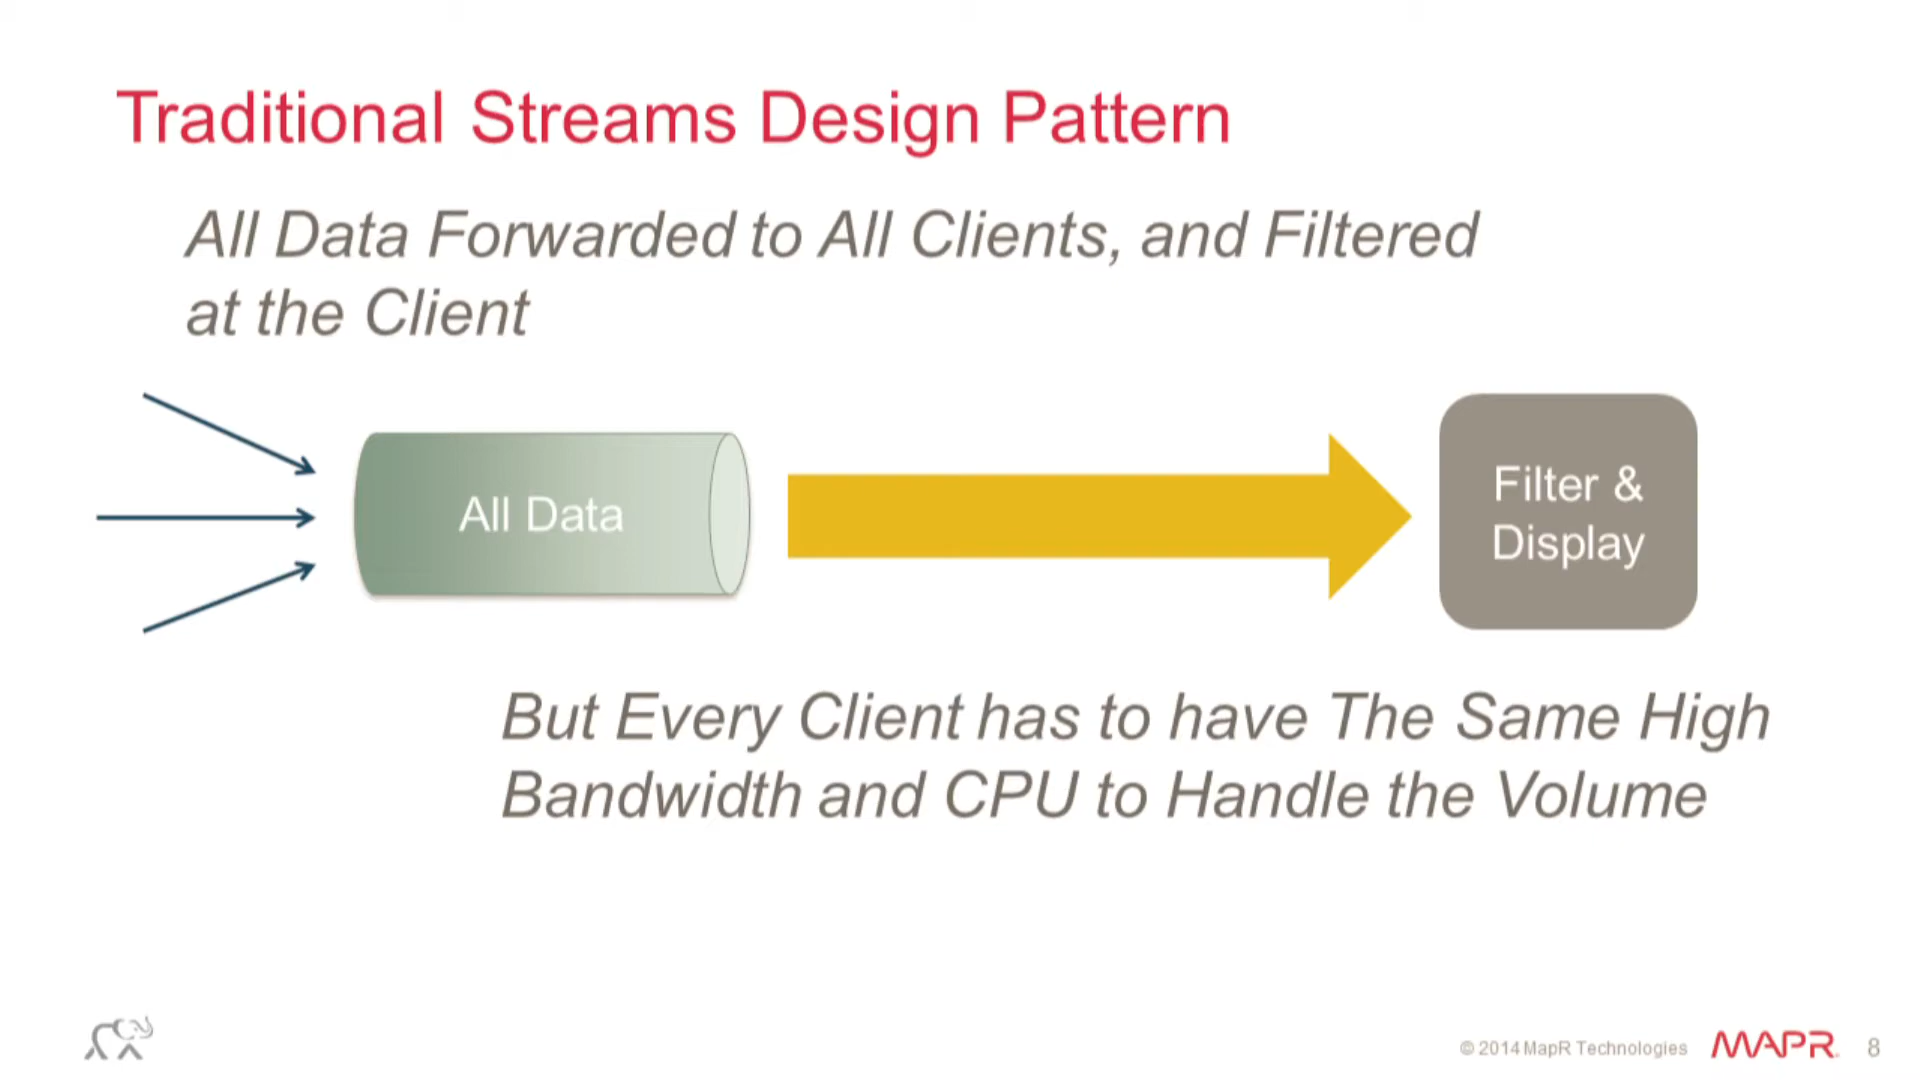 Traditional Streams Design Pattern
All Data Forwarded to All Clients, and Filtered
at the Client
All Data
Filter &
Display
But Every Client has to have The Same High
Bandwidth and CPU to Handle the Volume
© 2014 MapR Technologies MAPR 8